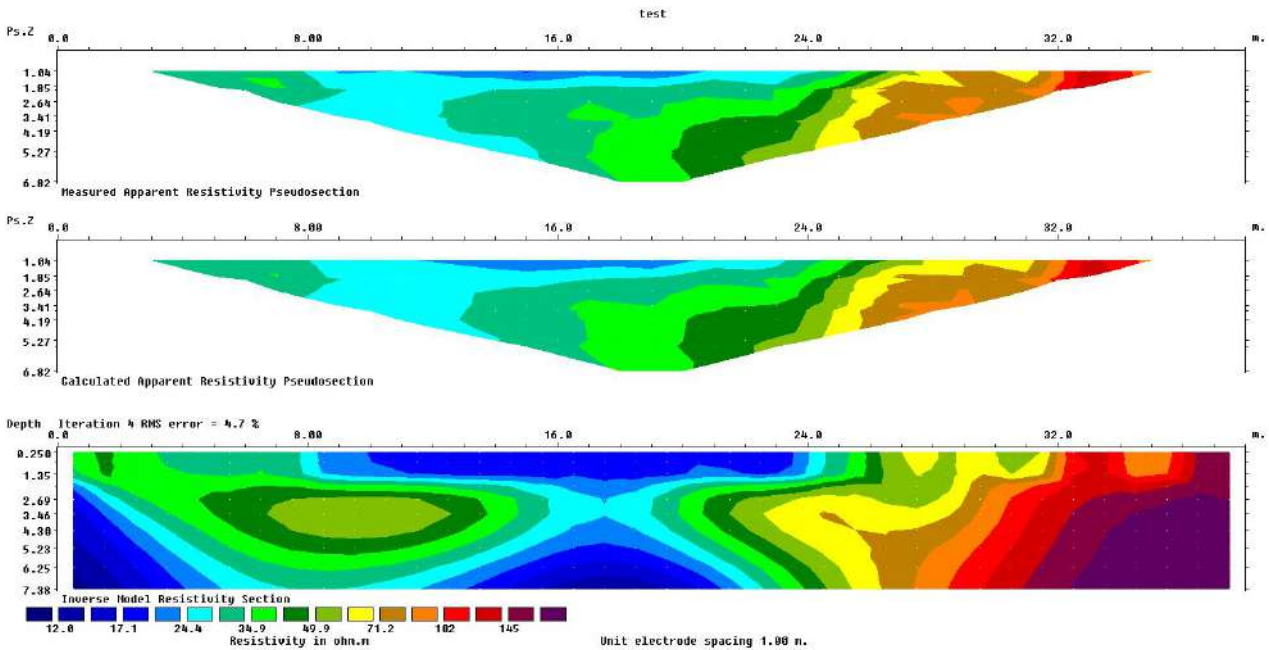 test
Ps.Z 0.0 8.00 16.0 24.0 32.0 m.
1.04
1.85
2.64
3.41
4.19
5.27
6.82
Measured Apparent Resistivity Pseudosection
Ps.Z 0.0 8.00 16.0 24.0 32.0 m.
1.04
1.85
2.64
3.41
4.19
5.27
6.82
Calculated Apparent Resistivity Pseudosection
Depth Iteration 4 RMS error = 4.7 %
0.0 8.00 16.0 24.0 32.0 m.
0.250
1.35
2.69
3.46
4.30
5.28
6.25
7.38
Inverse Model Resistivity Section
12.0 17.1 24.4 34.9 49.9 71.2 102 145
Resistivity in ohm.m Unit electrode spacing 1.00 m.